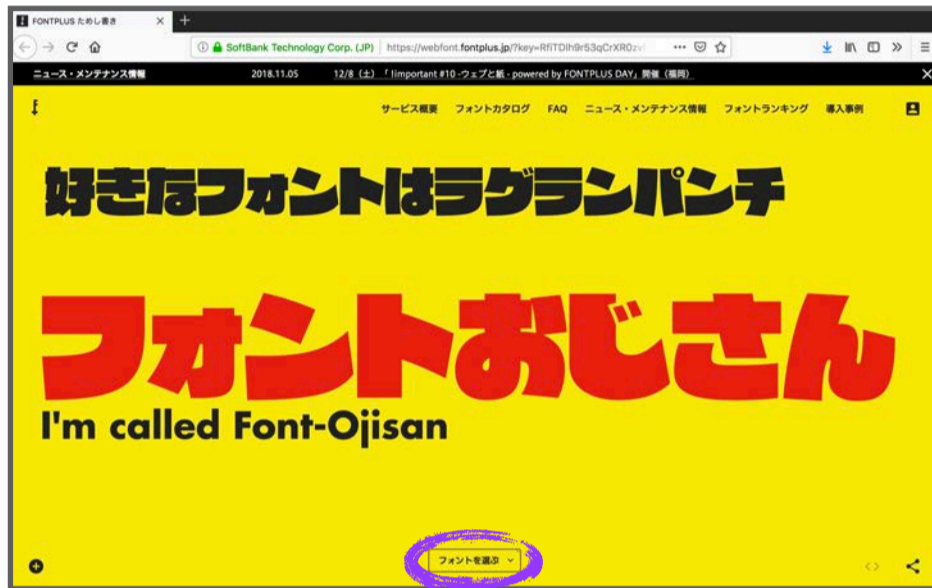 FONTPLUS ためし書き
SoftBank Technology Corp. (JP) https://webfont.fontplus.jp/?key=RfiTDIh9r53qCrXR0zv
ニュース・メンテナンス情報 2018.11.05 12/8（土）「!important #10 -ウェブと紙 - powered by FONTPLUS DAY」開催（福岡）
サービス概要 フォントカタログ FAQ ニュース・メンテナンス情報 フォントランキング 導入事例
好きなフォントはラグランパンチ
フォントおじさん
I'm called Font-Ojisan
フォントを選ぶ